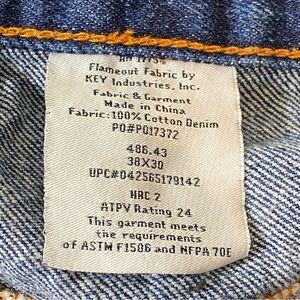 RN 17754
Flameout Fabric by
KEY Industries, Inc.
Fabric & Garment
Made in China
Fabric:100% Cotton Denim
PO#P017372
486.43
38X30
UPC#042565179142
HRC 2
ATPV Rating 24
This garment meets
the requirements
of ASTM F1506 and NFPA 70E